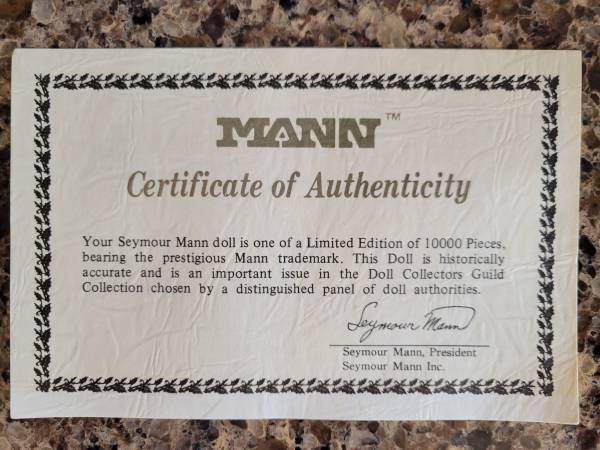 MANN™
Certificate of Authenticity
Your Seymour Mann doll is one of a Limited Edition of 10000 Pieces,
bearing the prestigious Mann trademark. This Doll is historically
accurate and is an important issue in the Doll Collectors Guild
Collection chosen by a distinguished panel of doll authorities.
Seymour Mann
Seymour Mann, President
Seymour Mann Inc.